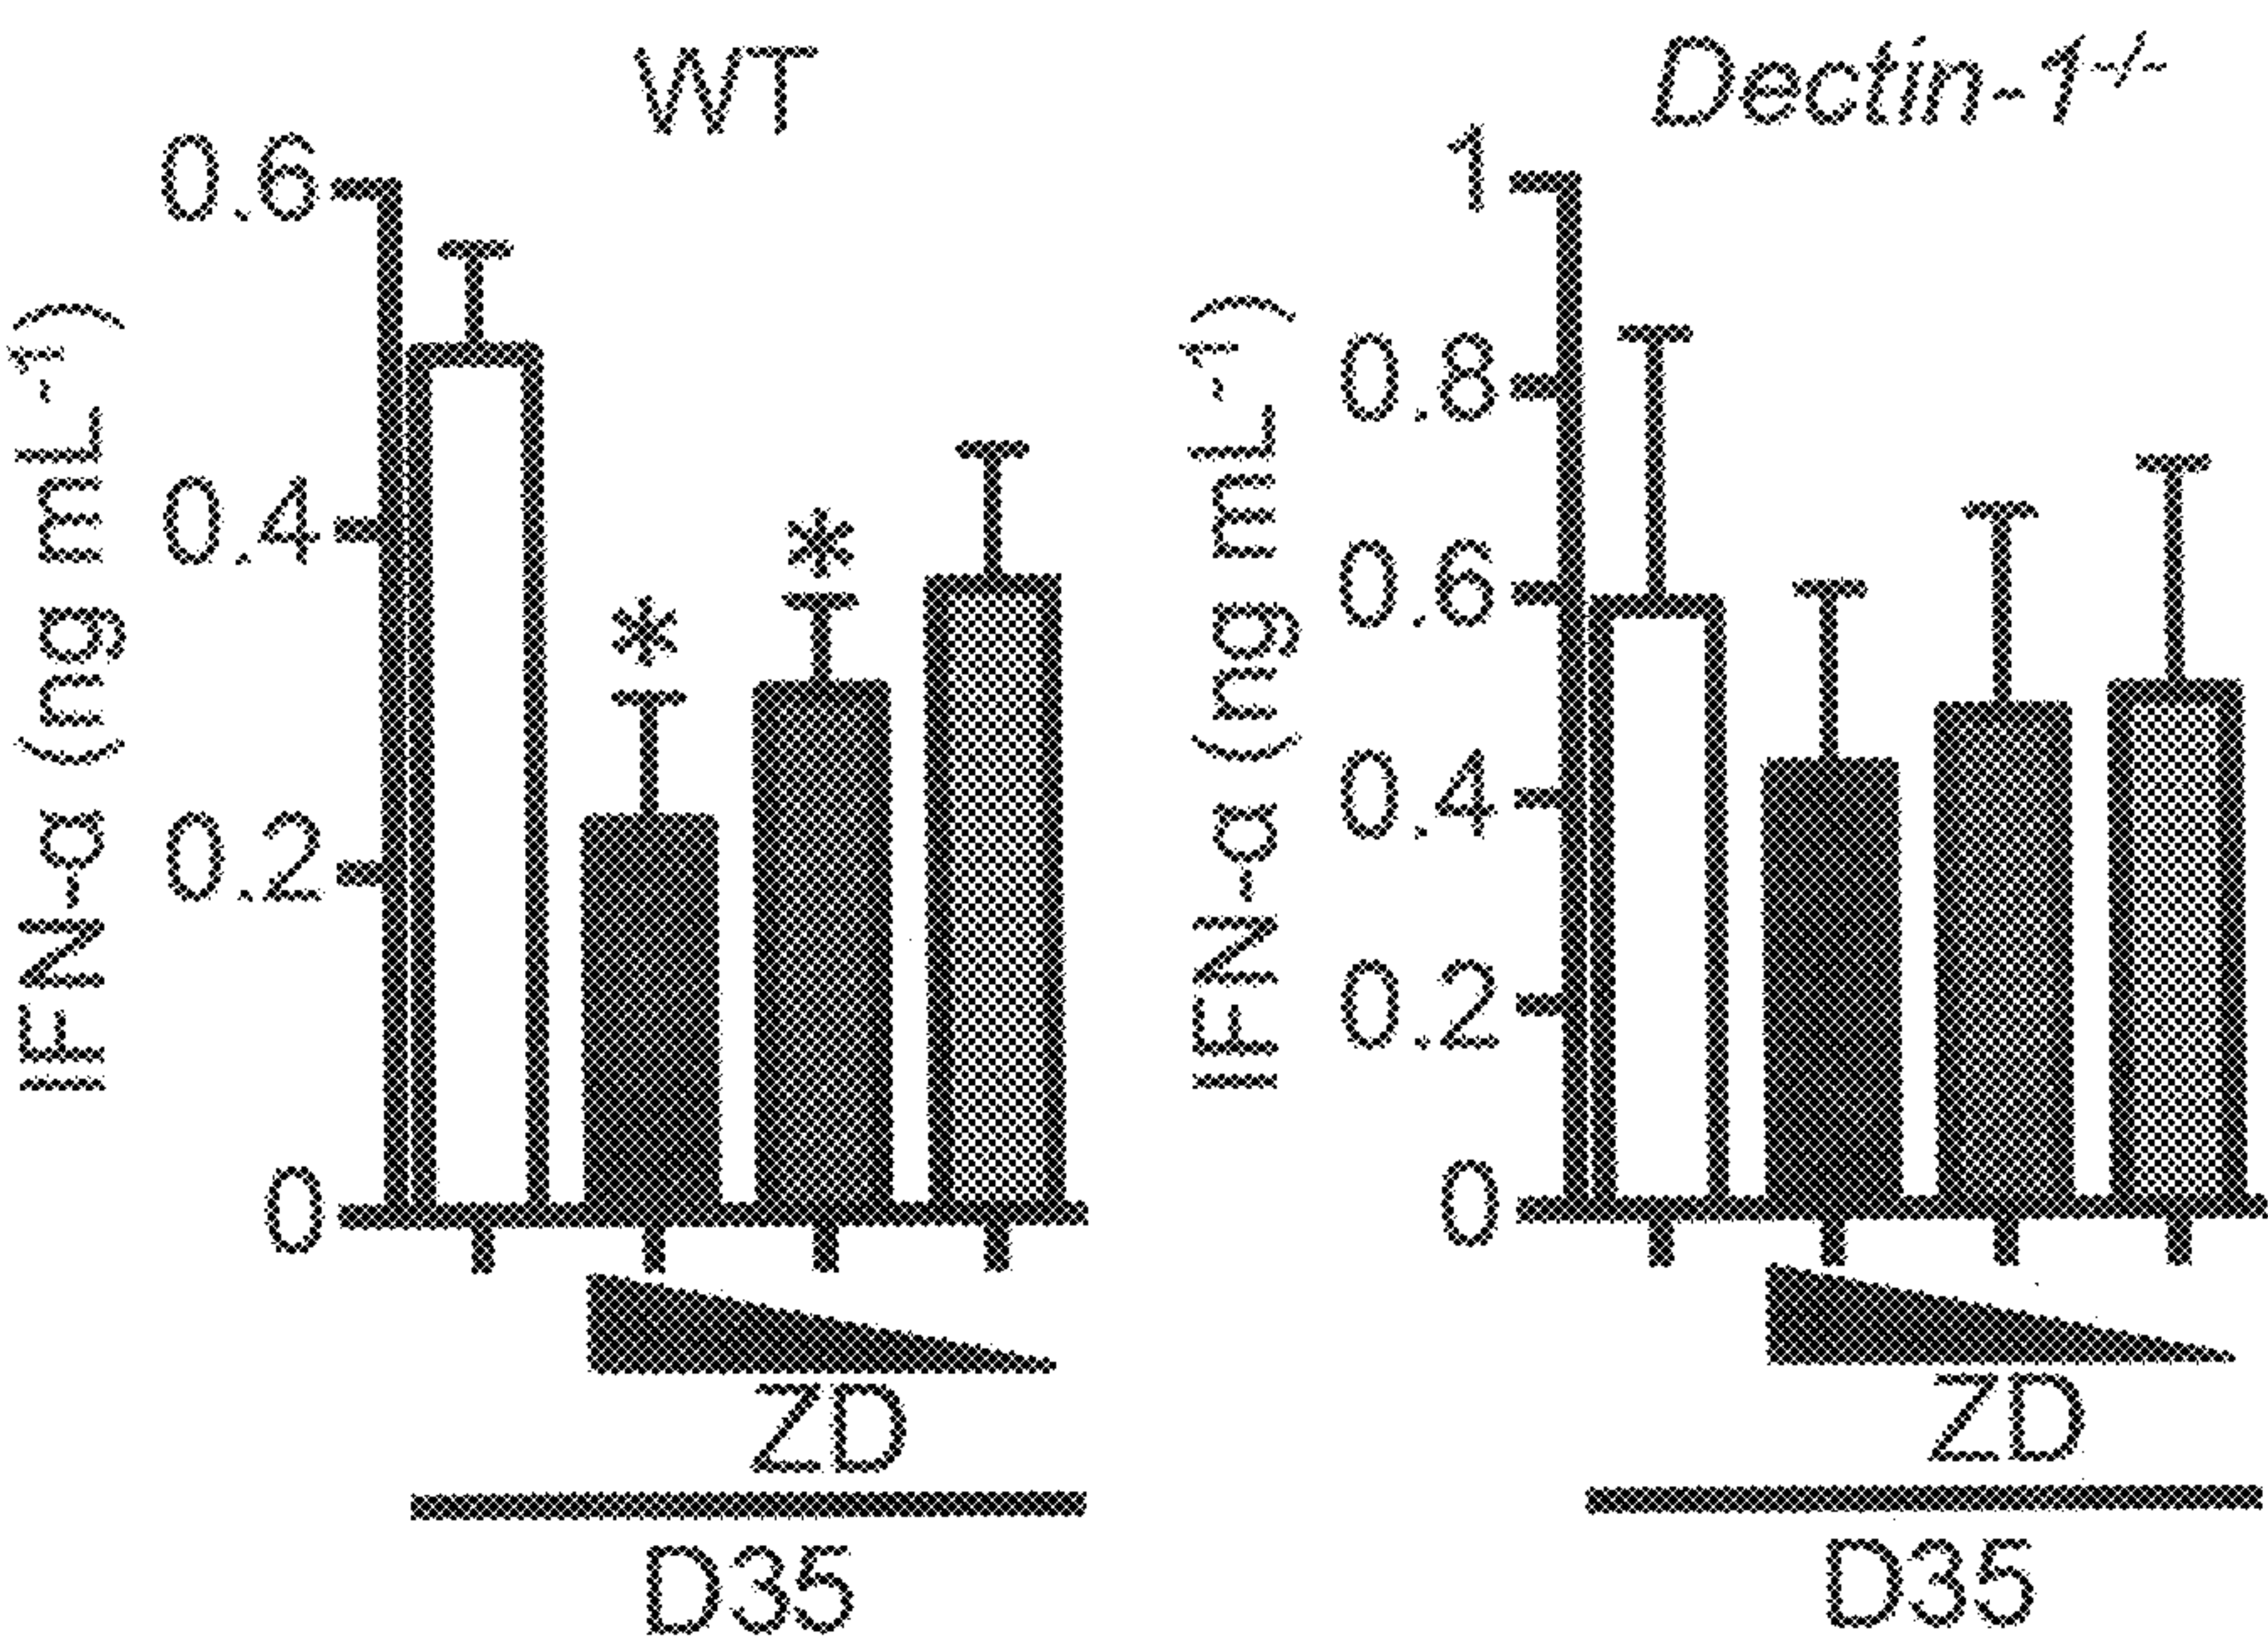 WT
0.6
0.4
0.2
0
IFN-α (ng mL⁻¹)
*
*
ZD
D35
Dectin-1⁻/⁻
1
0.8
0.6
0.4
0.2
0
IFN-α (ng mL⁻¹)
ZD
D35